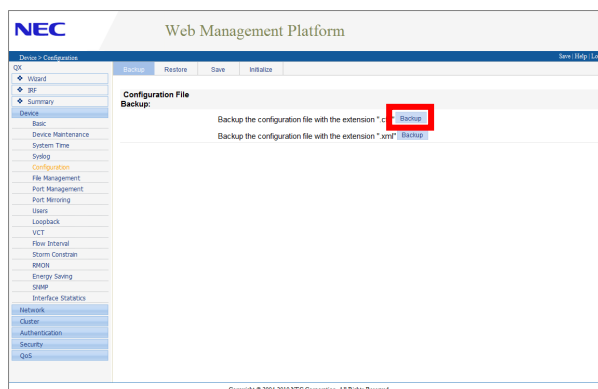 NEC
Web Management Platform
Device > Configuration
Save | Help |
QX
Wizard
IRF
Summary
Device
Basic
Device Maintenance
System Time
Syslog
Configuration
File Management
Port Management
Port Mirroring
Users
Loopback
VCT
Flow Interval
Storm Constrain
RMON
Energy Saving
SNMP
Interface Statistics
Network
Cluster
Authentication
Security
QoS
Backup Restore Save Initialize
Configuration File
Backup:
Backup the configuration file with the extension Backup
Backup the configuration file with the extension ".xml" Backup